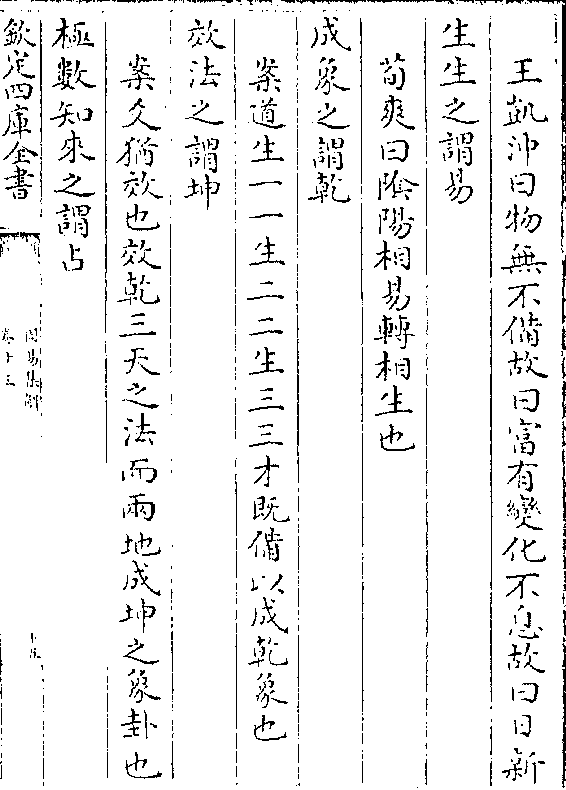 王凱沖曰物無不備故曰富有變化不息故曰日新
生生之謂易
荀爽曰陰陽相易轉相生也
成象之謂乾
案道生一一生二二生三三才既備以成乾象也
效法之謂坤
案爻猶效也效乾三天之法而兩地成坤之象卦也
極數知來之謂占
欽定四庫全書
周易集解
卷十三